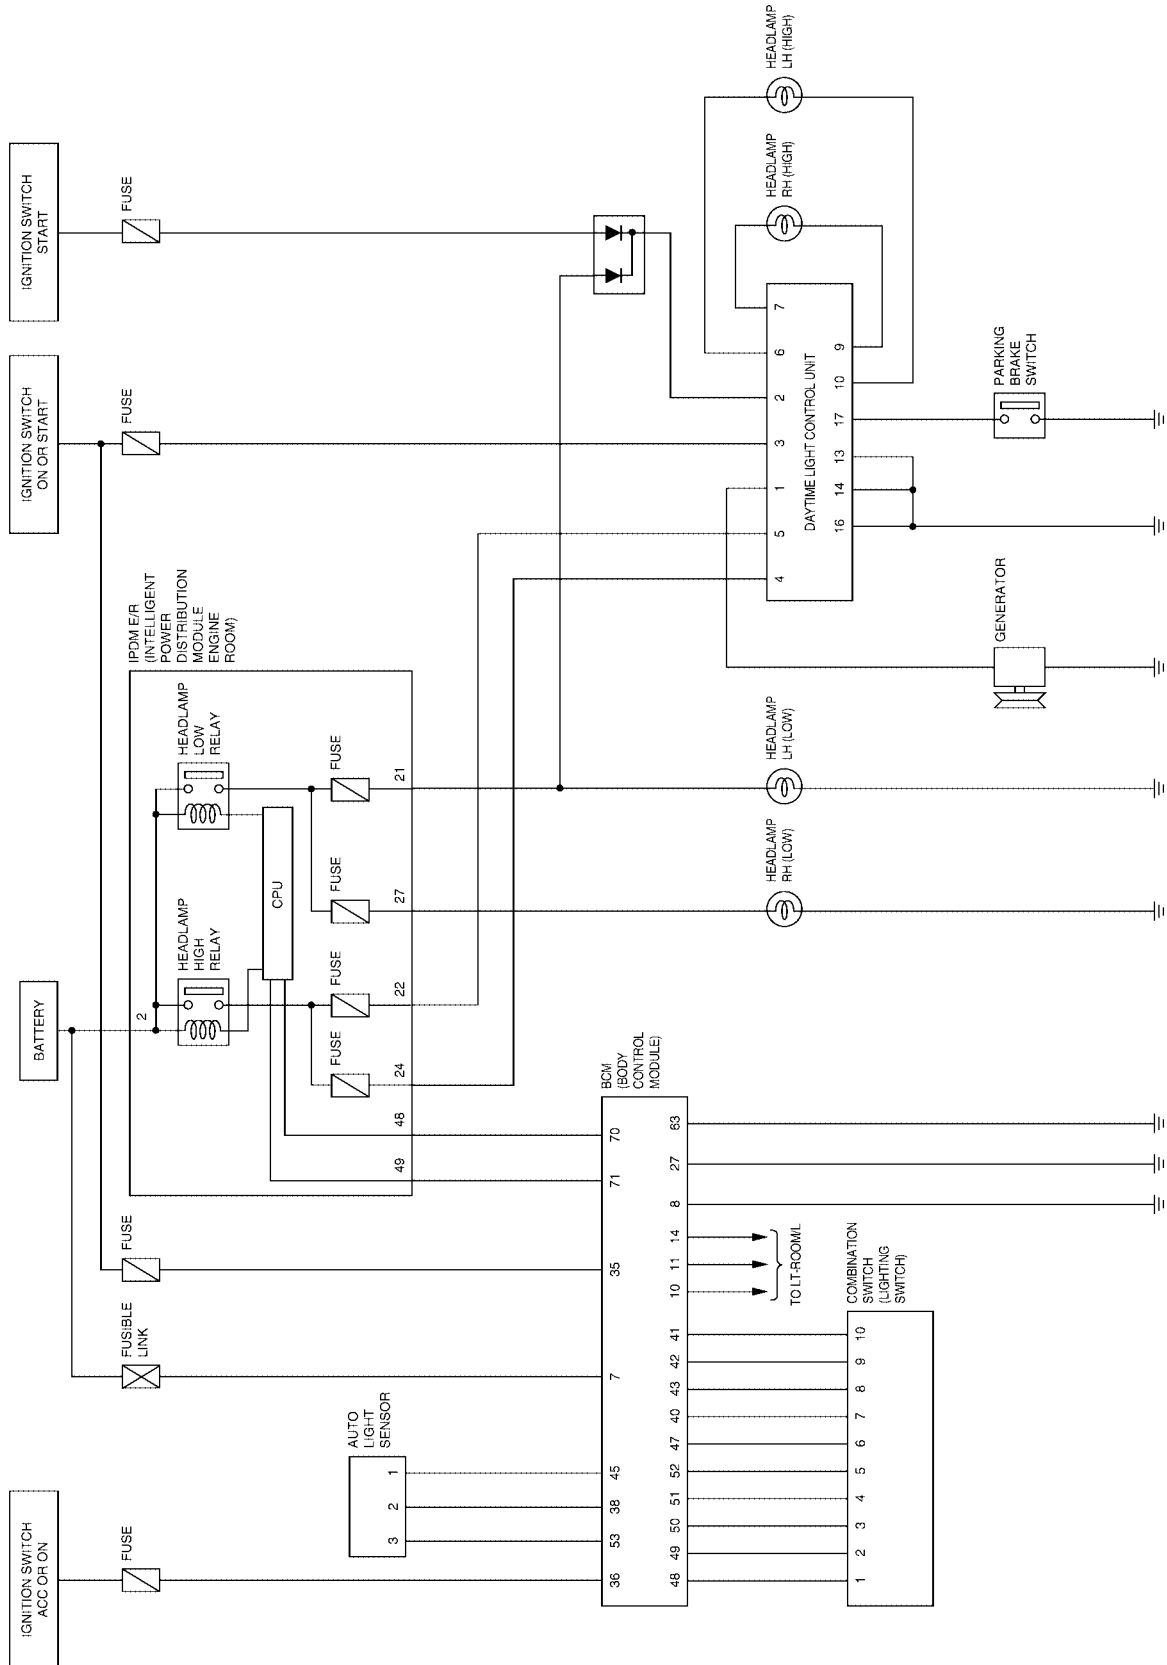 IGNITION SWITCH
ACC OR ON
BATTERY
IGNITION SWITCH
ON OR START
IGNITION SWITCH
START
FUSE
FUSIBLE
LINK
FUSE
FUSE
FUSE
2
HEADLAMP
HIGH
RELAY
HEADLAMP
LOW
RELAY
IPDM E/R
(INTELLIGENT
POWER
DISTRIBUTION
MODULE
ENGINE
ROOM)
CPU
FUSE
FUSE
FUSE
FUSE
49
48
24
22
27
21
AUTO
LIGHT
SENSOR
3
2
1
36
53
38
45
7
35
71
70
BCM
(BODY
CONTROL
MODULE)
48
49
50
51
52
47
40
43
42
41
10
11
14
8
27
63
TO LT-ROOM/L
1
2
3
4
5
6
7
8
9
10
COMBINATION
SWITCH
(LIGHTING
SWITCH)
HEADLAMP
RH (LOW)
HEADLAMP
LH (LOW)
HEADLAMP
RH (HIGH)
HEADLAMP
LH (HIGH)
4
5
1
3
2
6
7
DAYTIME LIGHT CONTROL UNIT
16
14
13
17
10
9
GENERATOR
PARKING
BRAKE
SWITCH